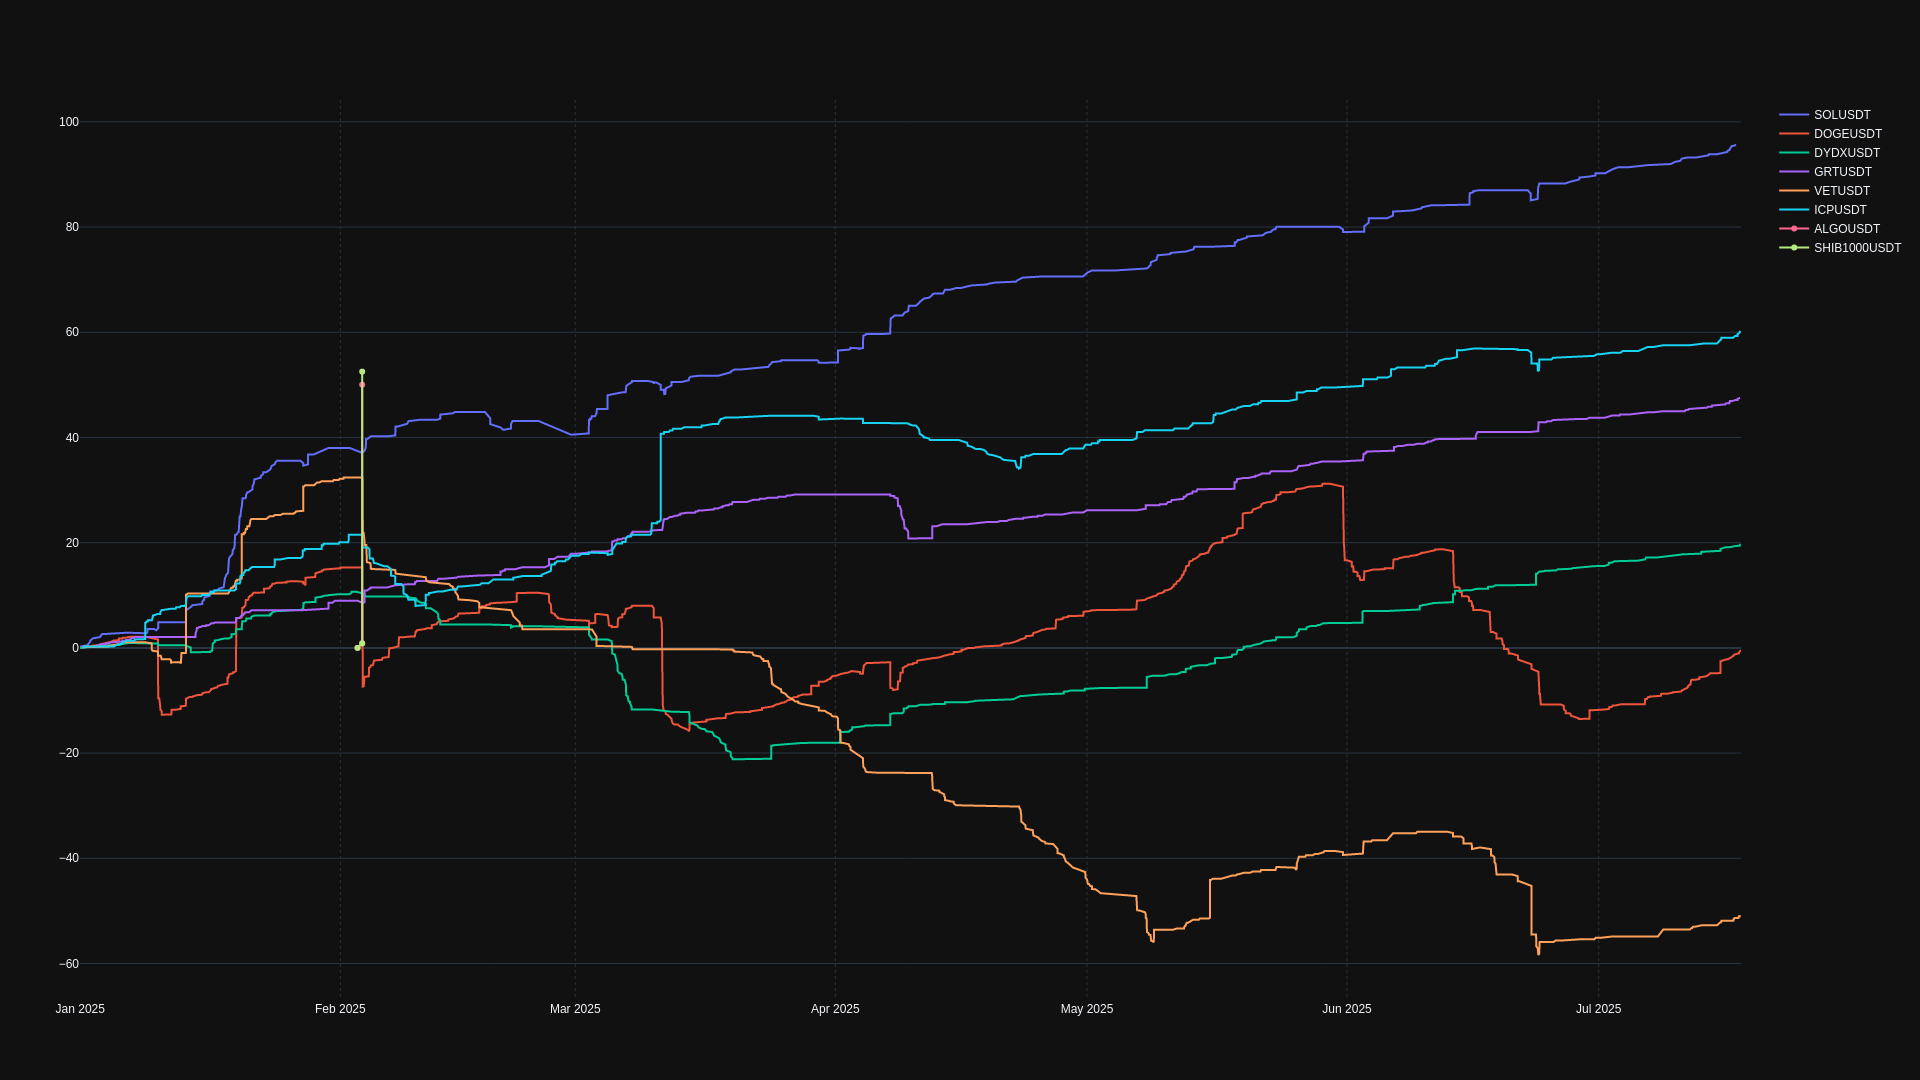 100
80
60
40
20
0
−20
−40
−60
Jan 2025
Feb 2025
Mar 2025
Apr 2025
May 2025
Jun 2025
Jul 2025
SOLUSDT
DOGEUSDT
DYDXUSDT
GRTUSDT
VETUSDT
ICPUSDT
ALGOUSDT
SHIB1000USDT